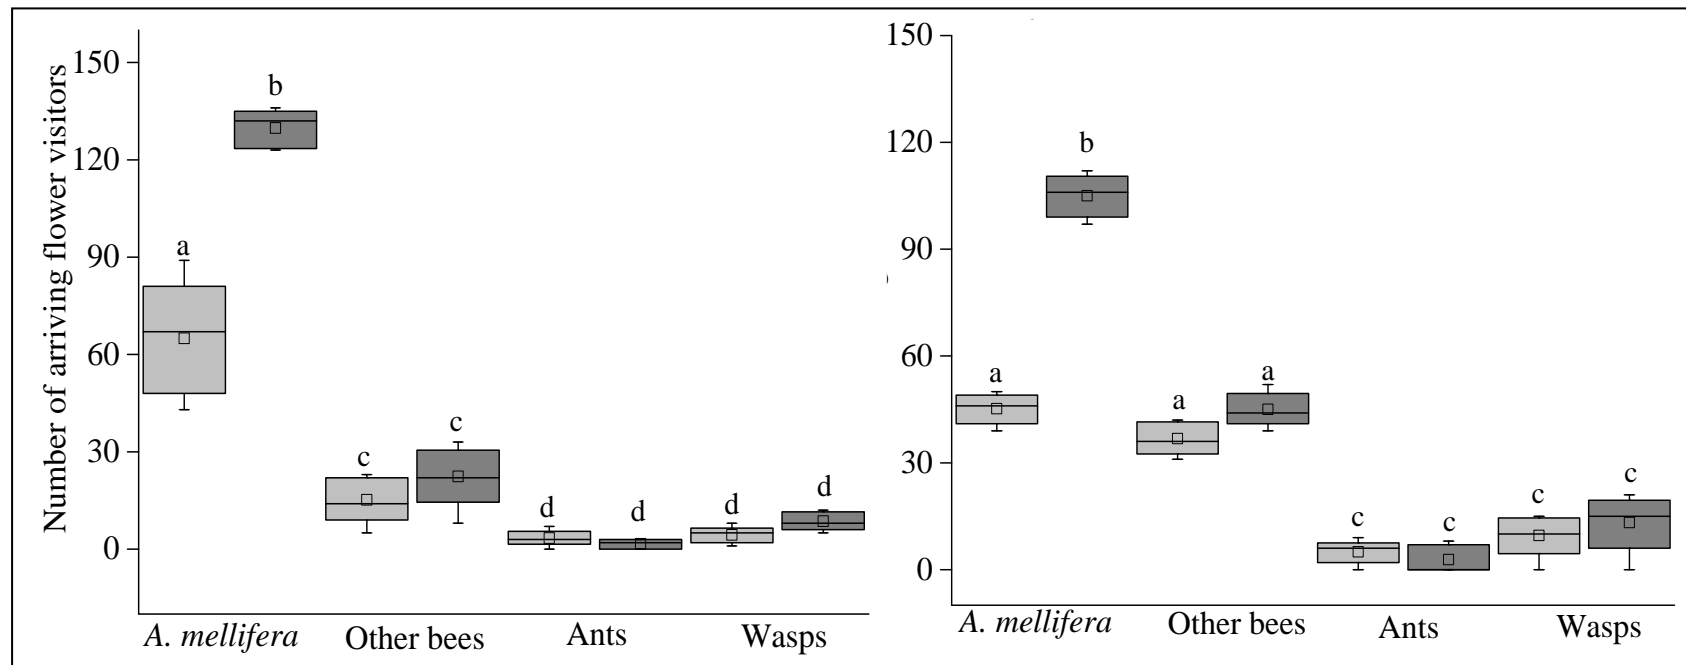 Number of arriving flower visitors
150
120
90
60
30
0
a
b
c
c
d
d
d
d
A. mellifera
Other bees
Ants
Wasps
150
120
90
60
30
0
a
b
a
a
c
c
c
c
A. mellifera
Other bees
Ants
Wasps